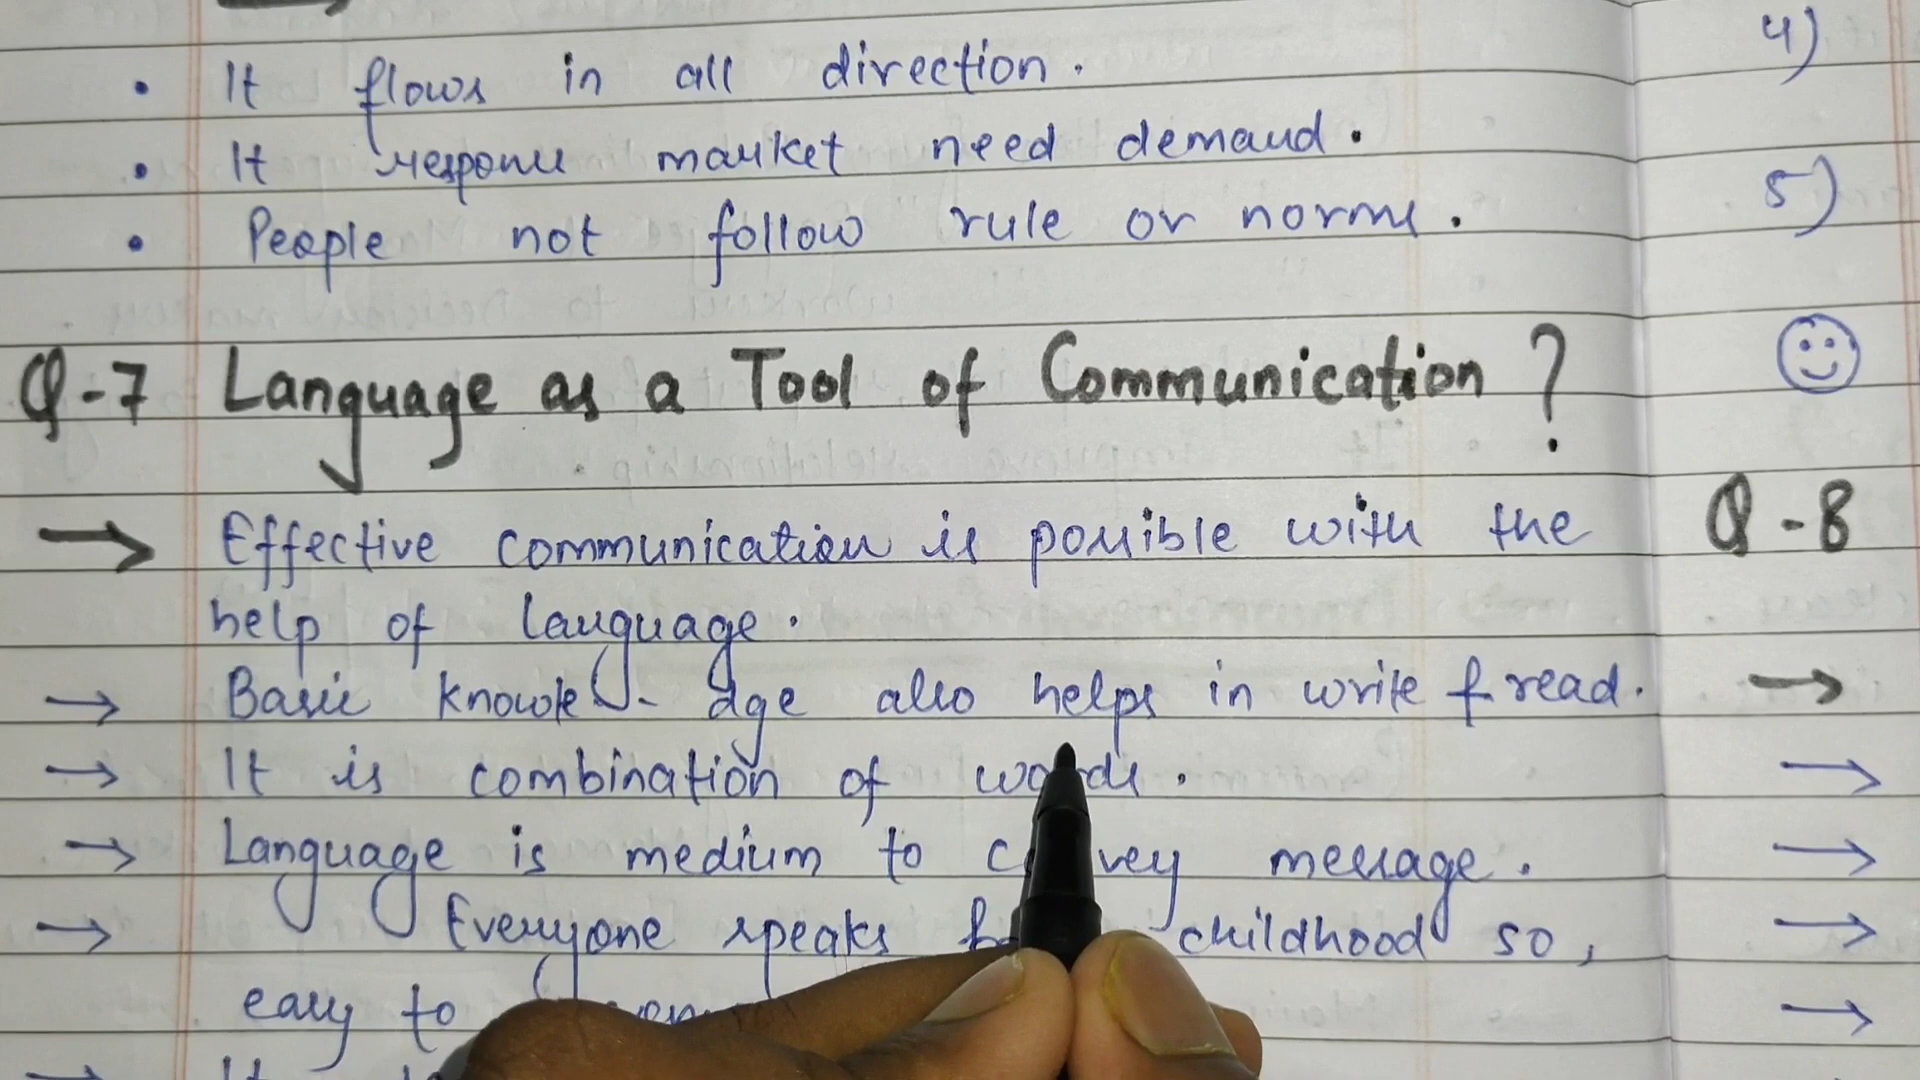 • It flows in all direction.
• It response market need demand.
• People not follow rule or norms.
Q-7 Language as a Tool of Communication ?
→ Effective communication is possible with the
help of language.
→ Basic knowle - dge also helps in write & read.
→ It is combination of words.
→ Language is medium to convey message.
→ Everyone speaks childhood so,
easy to
→ It
4)
5)
Q-8
→
→
→
→
→